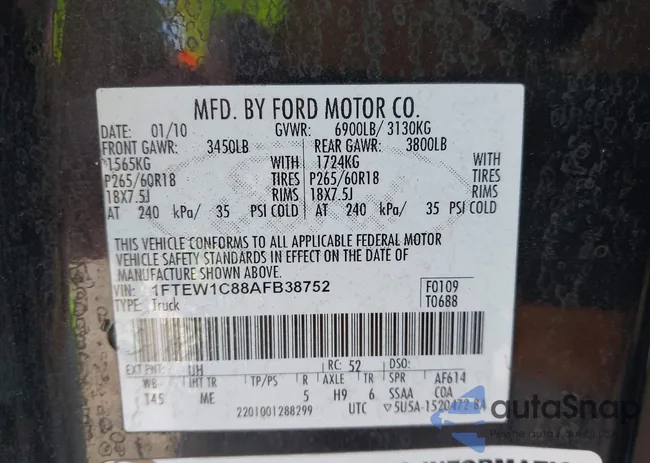 MFD. BY FORD MOTOR CO.
DATE: 01/10 GVWR: 6900LB/ 3130KG
FRONT GAWR: 3450LB REAR GAWR: 3800LB
1565KG WITH 1724KG WITH
P265/60R18 TIRES P265/60R18 TIRES
18X7.5J RIMS 18X7.5J RIMS
AT 240 kPa/ 35 PSI COLD AT 240 kPa/ 35 PSI COLD
THIS VEHICLE CONFORMS TO ALL APPLICABLE FEDERAL MOTOR
VEHICLE SAFETY STANDARDS IN EFFECT ON THE DATE OF
MANUFACTURE SHOWN ABOVE.
VIN: 1FTEW1C88AFB38752 F0109
TYPE: Truck T0688
EXT PNT: UH RC: 52 DSO:
WB INT TR TP/PS R AXLE TR SPR AF614
145 ME 5 H9 6 SSAA COA
2201001288299 UTC ▽5U5A-1520472-BA
autaSnap
INFORMATION